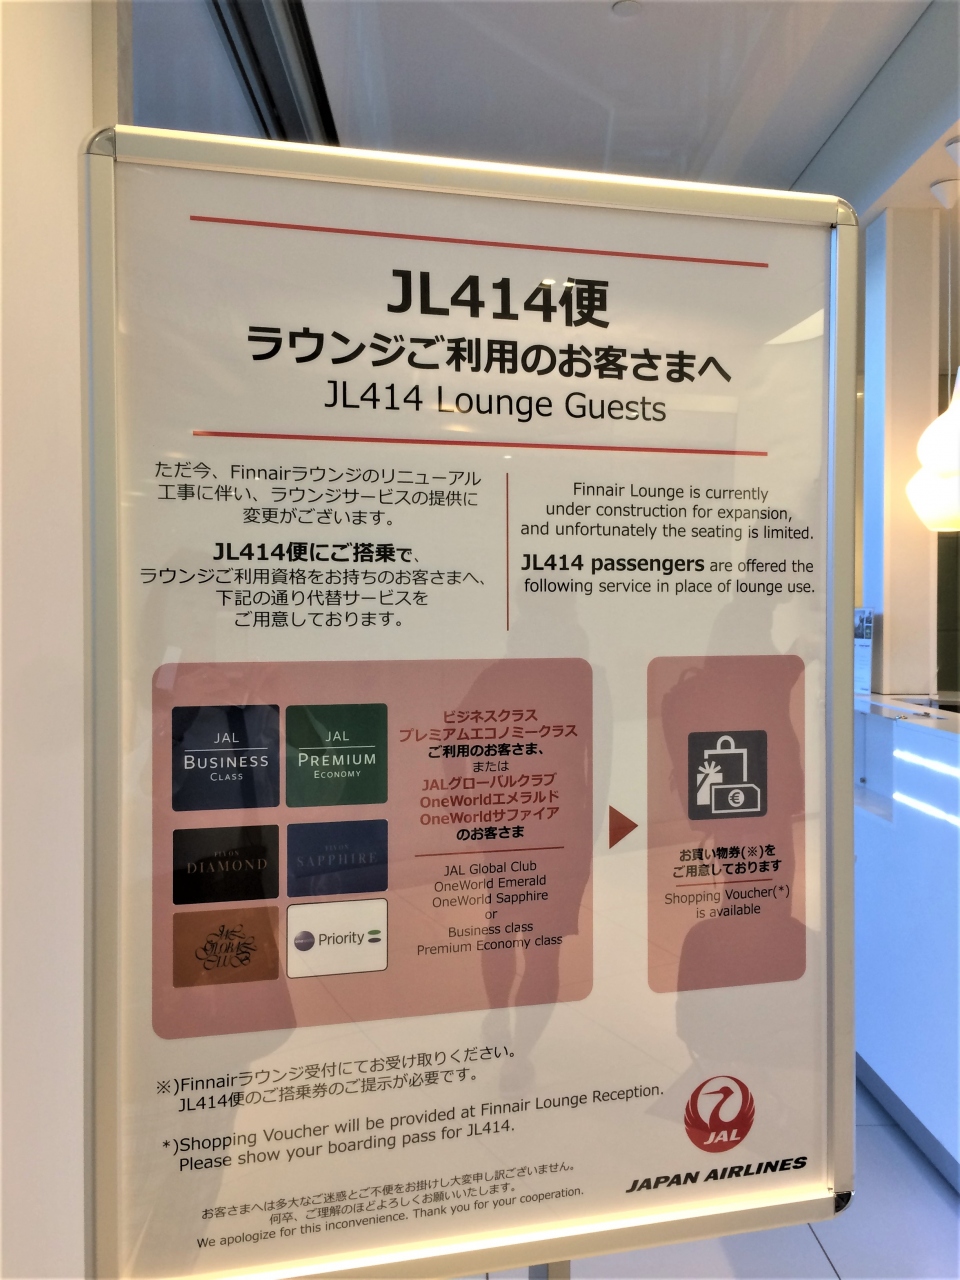 JL414便
ラウンジご利用のお客さまへ
JL414 Lounge Guests
ただ今、Finnairラウンジのリニューアル
工事に伴い、ラウンジサービスの提供に
変更がございます。
JL414便にご搭乗で、
ラウンジご利用資格をお持ちのお客さまへ、
下記の通り代替サービスを
ご用意しております。
Finnair Lounge is currently
under construction for expansion,
and unfortunately the seating is limited.
JL414 passengers are offered the
following service in place of lounge use.
JAL
BUSINESS
CLASS
JAL
PREMIUM
ECONOMY
FLY ON
DIAMOND
FLY ON
SAPPHIRE
JAL
GLOBAL
CLUB
Priority
ビジネスクラス
プレミアムエコノミークラス
ご利用のお客さま、
または
JALグローバルクラブ
OneWorldエメラルド
OneWorldサファイア
のお客さま
JAL Global Club
OneWorld Emerald
OneWorld Sapphire
or
Business class
Premium Economy class
お買い物券(※)を
ご用意しております
Shopping Voucher(*)
is available
※)Finnairラウンジ受付にてお受け取りください。
JL414便のご搭乗券のご提示が必要です。
*)Shopping Voucher will be provided at Finnair Lounge Reception.
Please show your boarding pass for JL414.
お客さまへは多大なご迷惑とご不便をお掛けし大変申し訳ございません。
何卒、ご理解のほどよろしくお願いいたします。
We apologize for this inconvenience. Thank you for your cooperation.
JAL
JAPAN AIRLINES